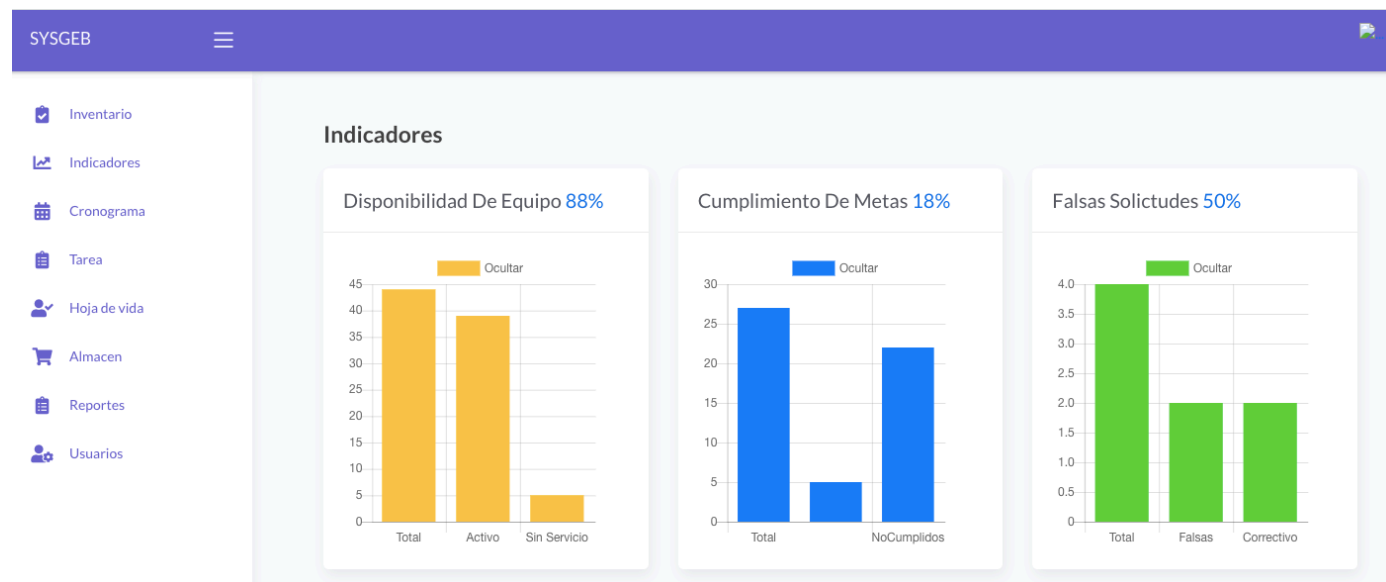 SYSGEB
Inventario
Indicadores
Cronograma
Tarea
Hoja de vida
Almacen
Reportes
Usuarios
Indicadores
Disponibilidad De Equipo 88%
Ocultar
45
40
35
30
25
20
15
10
5
0
Total Activo Sin Servicio
Cumplimiento De Metas 18%
Ocultar
30
25
20
15
10
5
0
Total NoCumplidos
Falsas Solictudes 50%
Ocultar
4.0
3.5
3.0
2.5
2.0
1.5
1.0
0.5
0
Total Falsas Correctivo